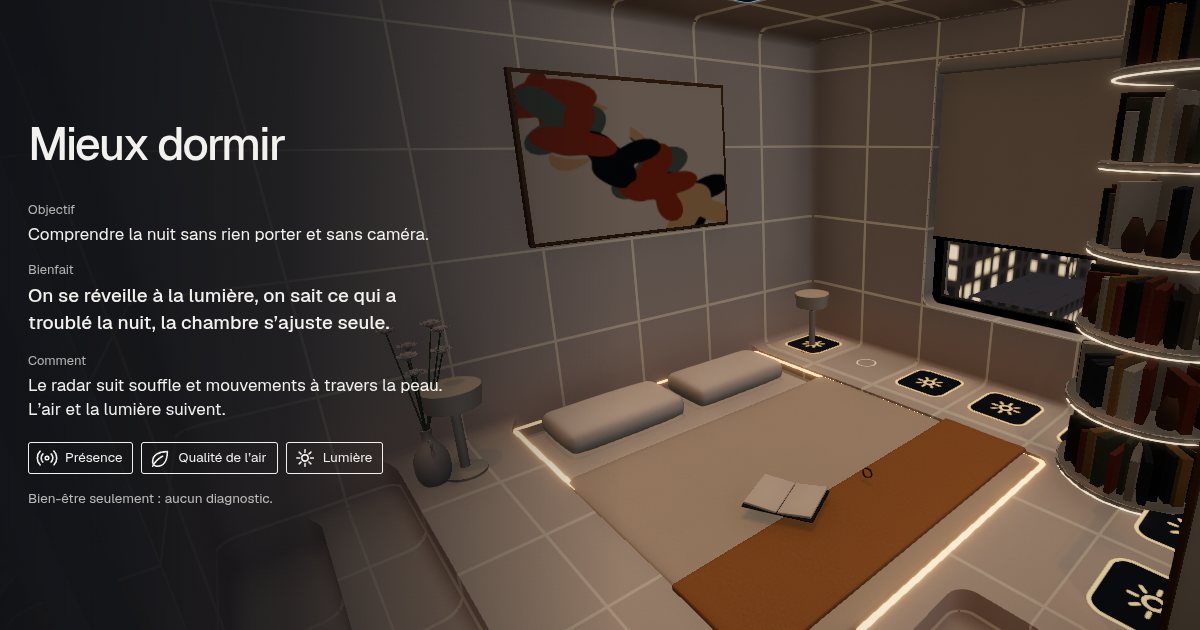 Mieux dormir
Objectif
Comprendre la nuit sans rien porter et sans caméra.
Bienfait
On se réveille à la lumière, on sait ce qui a
troublé la nuit, la chambre s’ajuste seule.
Comment
Le radar suit souffle et mouvements à travers la peau.
L’air et la lumière suivent.
Présence
Qualité de l’air
Lumière
Bien-être seulement : aucun diagnostic.